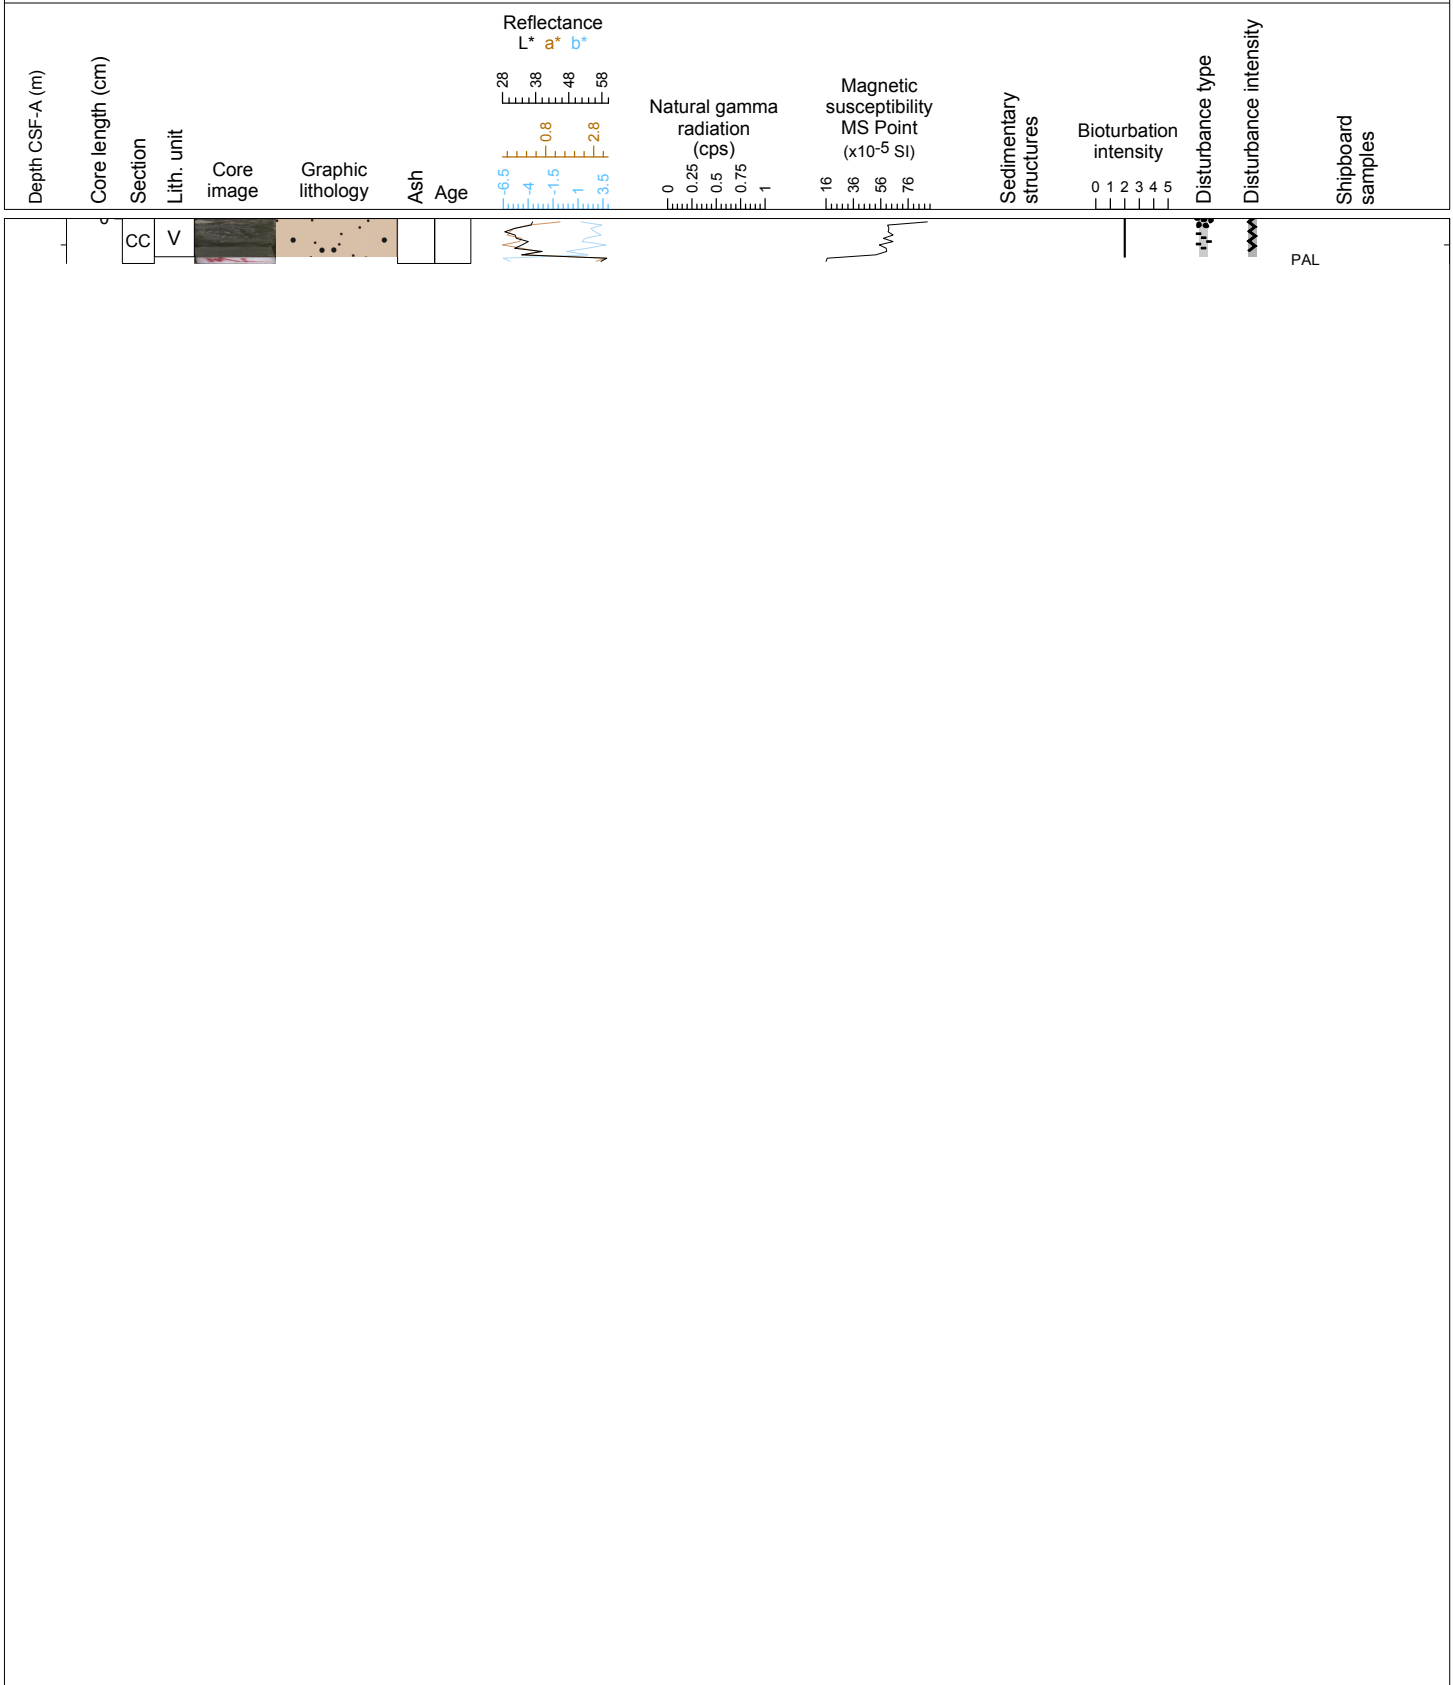 Depth CSF-A (m)
Core length (cm)
Section
Lith. unit
Core
image
Graphic
lithology
Ash
Age
Reflectance
L* a* b*
28 38 48 58
0.8 2.8
-6.5 -4 -1.5 1 3.5
Natural gamma
radiation
(cps)
0 0.25 0.5 0.75 1
Magnetic
susceptibility
MS Point
(x10-5 SI)
16 36 56 76
Sedimentary
structures
Bioturbation
intensity
0 1 2 3 4 5
Disturbance type
Disturbance intensity
Shipboard
samples
CC
V
PAL